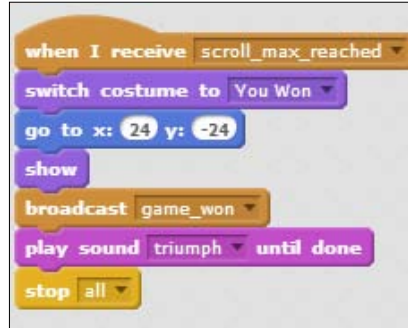 when I receive scroll_max_reached
switch costume to You Won
go to x: 24 y: -24
show
broadcast game_won
play sound triumph until done
stop all